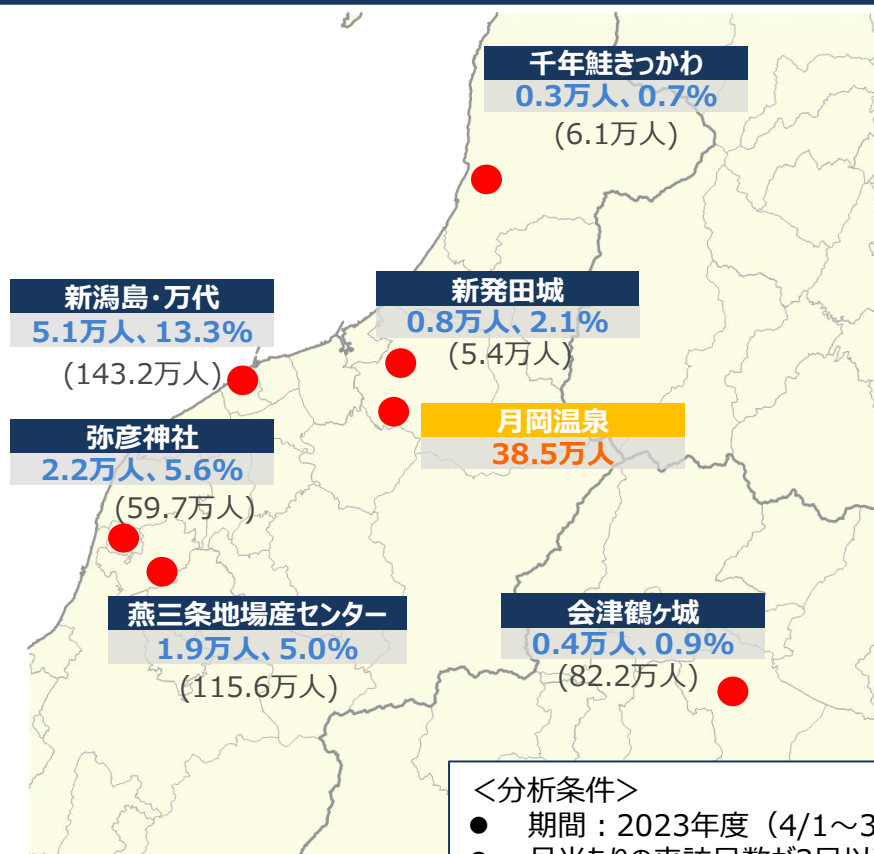 千年鮭きっかわ
0.3万人、0.7%
(6.1万人)
新潟島・万代
5.1万人、13.3%
(143.2万人)
新発田城
0.8万人、2.1%
(5.4万人)
月岡温泉
38.5万人
弥彦神社
2.2万人、5.6%
(59.7万人)
燕三条地場産センター
1.9万人、5.0%
(115.6万人)
会津鶴ヶ城
0.4万人、0.9%
(82.2万人)
＜分析条件＞
● 期間：2023年度（4/1～3